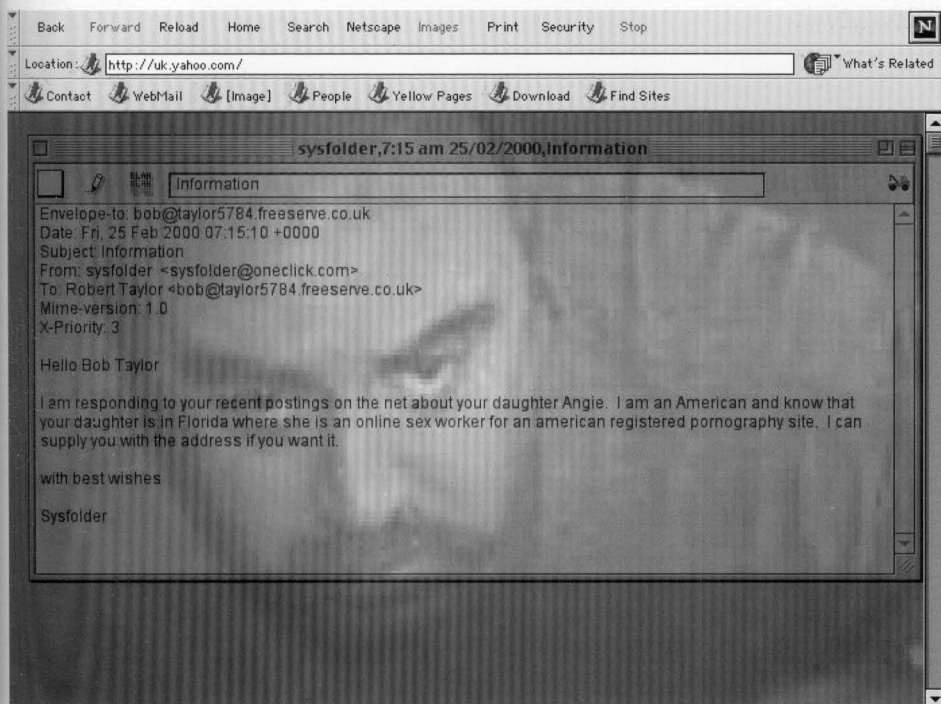 Back Forward Reload Home Search Netscape Images Print Security Stop N
Location: http://uk.yahoo.com/ What's Related
Contact WebMail [Image] People Yellow Pages Download Find Sites
sysfolder,7:15 am 25/02/2000,Information
BLAH BLAH Information
Envelope-to: bob@taylor5784.freeserve.co.uk
Date: Fri, 25 Feb 2000 07:15:10 +0000
Subject: Information
From: sysfolder <sysfolder@oneclick.com>
To: Robert Taylor <bob@taylor5784.freeserve.co.uk>
Mime-version: 1.0
X-Priority: 3
Hello Bob Taylor
I am responding to your recent postings on the net about your daughter Angie. I am an American and know that
your daughter is in Florida where she is an online sex worker for an american registered pornography site. I can
supply you with the address if you want it.
with best wishes
Sysfolder